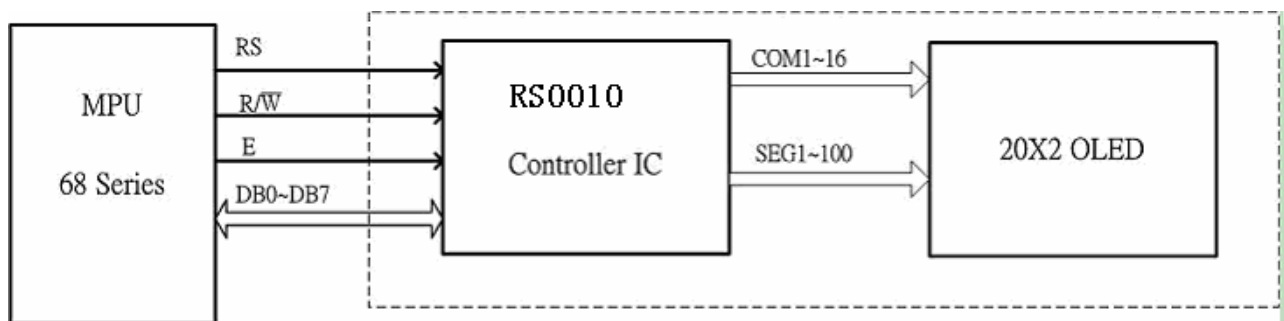 RS
R/W̅
E
DB0~DB7
MPU
68 Series
RS0010
Controller IC
COM1~16
SEG1~100
20X2 OLED